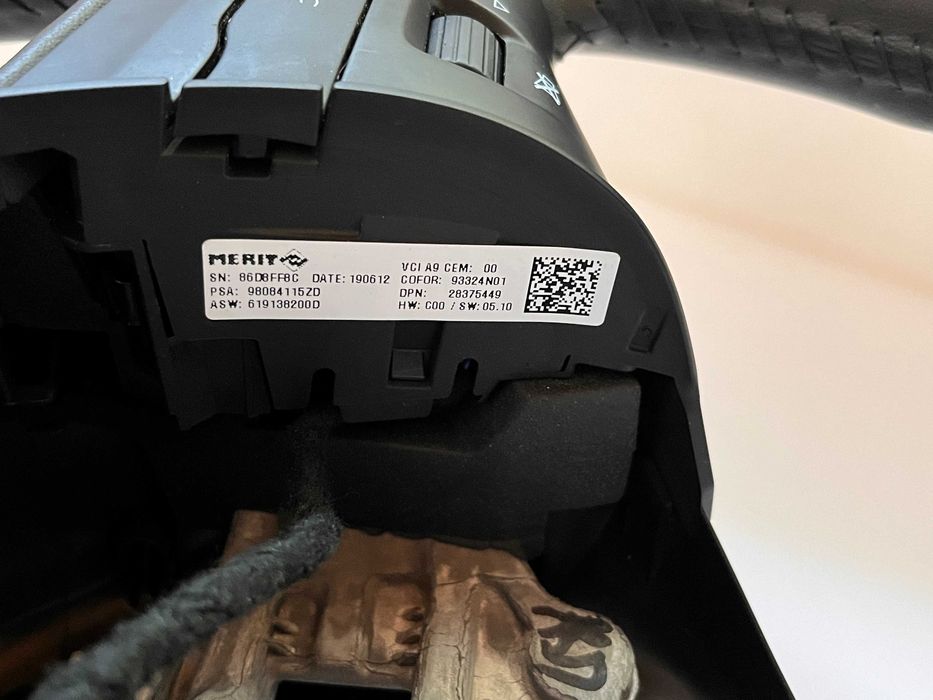 MERIT
SN: 86D8FF8C DATE: 190612
PSA: 98084115ZD
ASW: 619138200D
VCI A9 CEM: 00
COFOR: 93324N01
DPN: 28375449
HW: C00 / SW: 05.10
KD